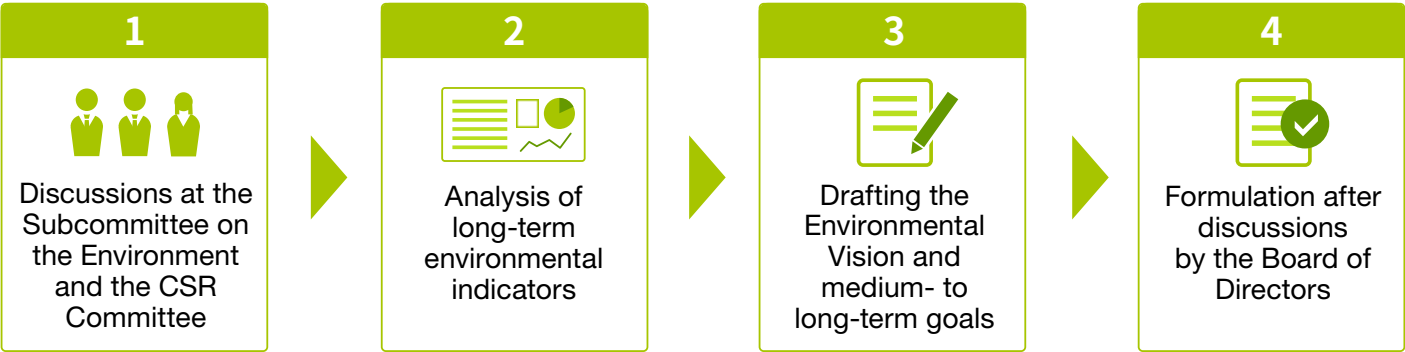 1
Discussions at the
Subcommittee on
the Environment
and the CSR
Committee
2
Analysis of
long-term
environmental
indicators
3
Drafting the
Environmental
Vision and
medium- to
long-term goals
4
Formulation after
discussions
by the Board of
Directors